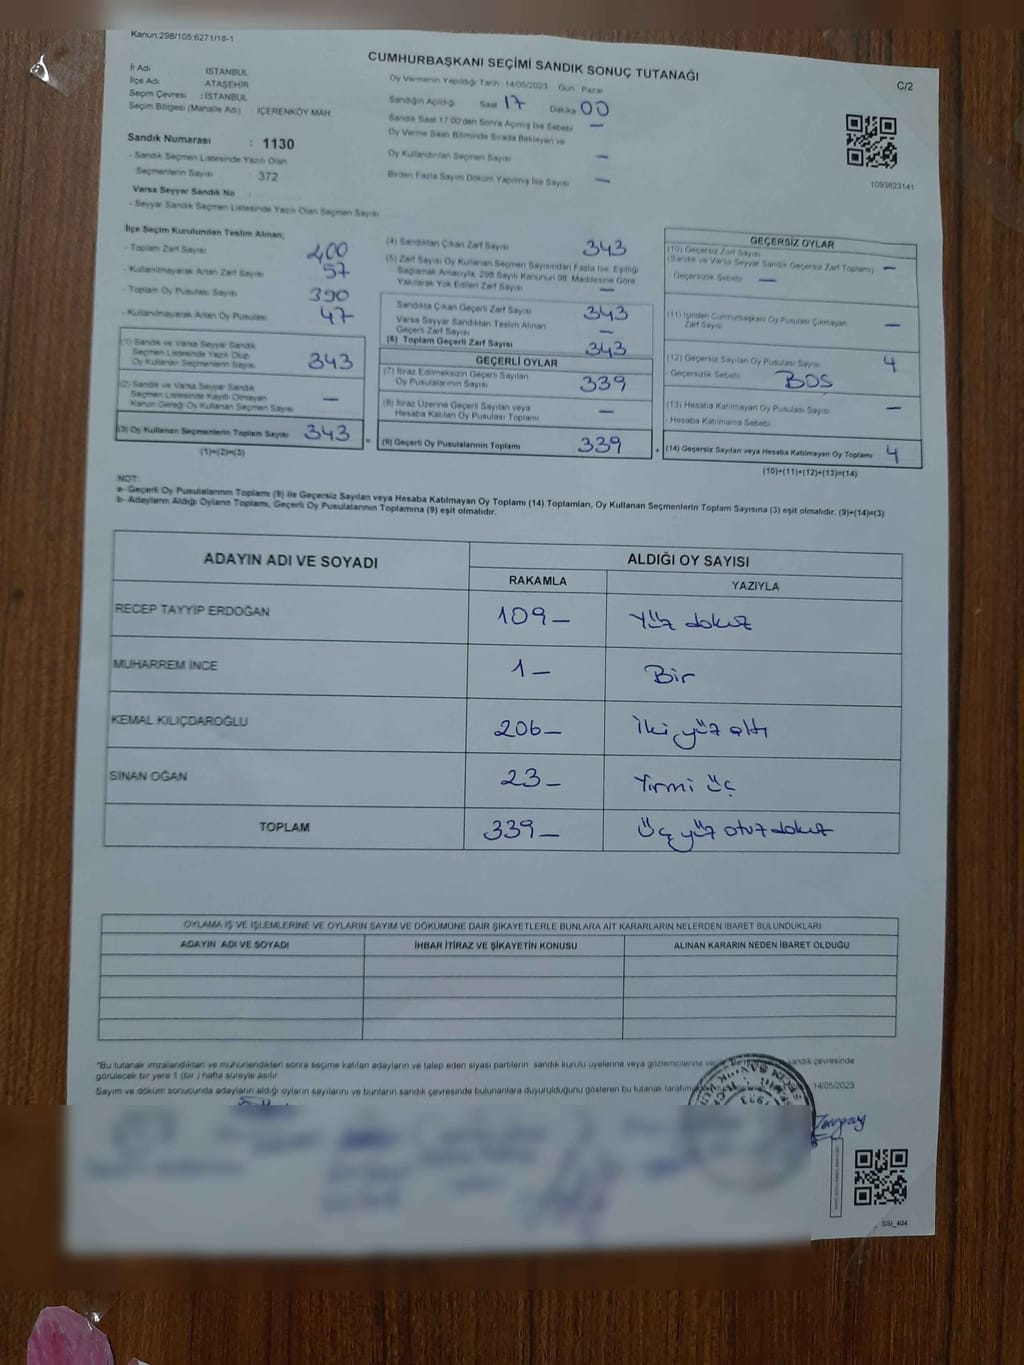 Kanun;298/105;6271/18-1
CUMHURBAŞKANI SEÇİMİ SANDIK SONUÇ TUTANAĞI
C/2
İl Adı : İSTANBUL
İlçe Adı : ATAŞEHİR
Seçim Çevresi : İSTANBUL
Seçim Bölgesi (Mahalle Adı) : İÇERENKÖY MAH
Sandık Numarası : 1130
- Sandık Seçmen Listesinde Yazılı Olan
Seçmenlerin Sayısı : 372
Varsa Seyyar Sandık No :
- Seyyar Sandık Seçmen Listesinde Yazılı Olan Seçmen Sayısı
Oy Vermenin Yapıldığı Tarih 14/05/2023 Gün Pazar
Sandığın Açıldığı Saat 17 Dakika 00
Sandık Saat 17:00'den Sonra Açılmış İse Sebebi —
Oy Verme Saati Bitiminde Sırada Bekleyen ve
Oy Kullandırılan Seçmen Sayısı —
Birden Fazla Sayım Döküm Yapılmış İse Sayısı —
1093823141
İlçe Seçim Kurulundan Teslim Alınan;
- Toplam Zarf Sayısı 400
- Kullanılmayarak Artan Zarf Sayısı 57
- Toplam Oy Pusulası Sayısı 390
- Kullanılmayarak Artan Oy Pusulası 47
(1) Sandık ve Varsa Seyyar Sandık
Seçmen Listesinde Yazılı Olup
Oy Kullanan Seçmenlerin Sayısı 343
(2) Sandık ve Varsa Seyyar Sandık
Seçmen Listesinde Kaydı Olmayan
Kanun Gereği Oy Kullanan Seçmen Sayısı —
(3) Oy Kullanan Seçmenlerin Toplam Sayısı 343
(1)+(2)=(3)
=
(4) Sandıktan Çıkan Zarf Sayısı 343
(5) Zarf Sayısı Oy Kullanan Seçmen Sayısından Fazla İse, Eşitliği
Sağlamak Amacıyla, 298 Sayılı Kanunun 98. Maddesine Göre
Yakılarak Yok Edilen Zarf Sayısı —
Sandıkta Çıkan Geçerli Zarf Sayısı 343
Varsa Seyyar Sandıktan Teslim Alınan
Geçerli Zarf Sayısı —
(6) Toplam Geçerli Zarf Sayısı 343
GEÇERLİ OYLAR
(7) İtiraz Edilmeksizin Geçerli Sayılan
Oy Pusulalarının Sayısı 339
(8) İtiraz Üzerine Geçerli Sayılan veya
Hesaba Katılan Oy Pusulası Toplamı —
(9) Geçerli Oy Pusulalarının Toplamı 339
+
GEÇERSİZ OYLAR
(10) Geçersiz Zarf Sayısı
(Sandık ve Varsa Seyyar Sandık Geçersiz Zarf Toplamı) —
- Geçersizlik Sebebi —
(11) İçinden Cumhurbaşkanı Oy Pusulası Çıkmayan
Zarf Sayısı —
(12) Geçersiz Sayılan Oy Pusulası Sayısı 4
- Geçersizlik Sebebi BOŞ
(13) Hesaba Katılmayan Oy Pusulası Sayısı —
- Hesaba Katılmama Sebebi
(14) Geçersiz Sayılan veya Hesaba Katılmayan Oy Toplamı 4
(10)+(11)+(12)+(13)=(14)
NOT:
a- Geçerli Oy Pusulalarının Toplamı (9) ile Geçersiz Sayılan veya Hesaba Katılmayan Oy Toplamı (14) Toplamları, Oy Kullanan Seçmenlerin Toplam Sayısına (3) eşit olmalıdır. (9)+(14)=(3)
b- Adayların Aldığı Oyların Toplamı, Geçerli Oy Pusulalarının Toplamına (9) eşit olmalıdır.
ADAYIN ADI VE SOYADI ALDIĞI OY SAYISI
RAKAMLA YAZIYLA
RECEP TAYYİP ERDOĞAN 109— Yüz dokuz
MUHARREM İNCE 1— Bir
KEMAL KILIÇDAROĞLU 206— İki yüz altı
SİNAN OĞAN 23— Yirmi üç
TOPLAM 339— Üç yüz otuz dokuz
OYLAMA İŞ VE İŞLEMLERİNE VE OYLARIN SAYIM VE DÖKÜMÜNE DAİR ŞİKAYETLERLE BUNLARA AİT KARARLARIN NELERDEN İBARET BULUNDUKLARI
ADAYIN ADI VE SOYADI İHBAR İTİRAZ VE ŞİKAYETİN KONUSU ALINAN KARARIN NEDEN İBARET OLDUĞU
*Bu tutanak imzalandıktan ve mühürlendikten sonra seçime katılan adayların ve talep eden siyasi partilerin sandık kurulu üyelerine veya gözlemcilerine sandık çevresinde
görülecek bir yere 1 (bir) hafta süreyle asılır
Sayım ve döküm sonucunda adayların aldığı oyların sayılarını ve bunların sandık çevresinde bulunanlara duyurulduğunu gösteren bu tutanak 14/05/2023
SSİ_404